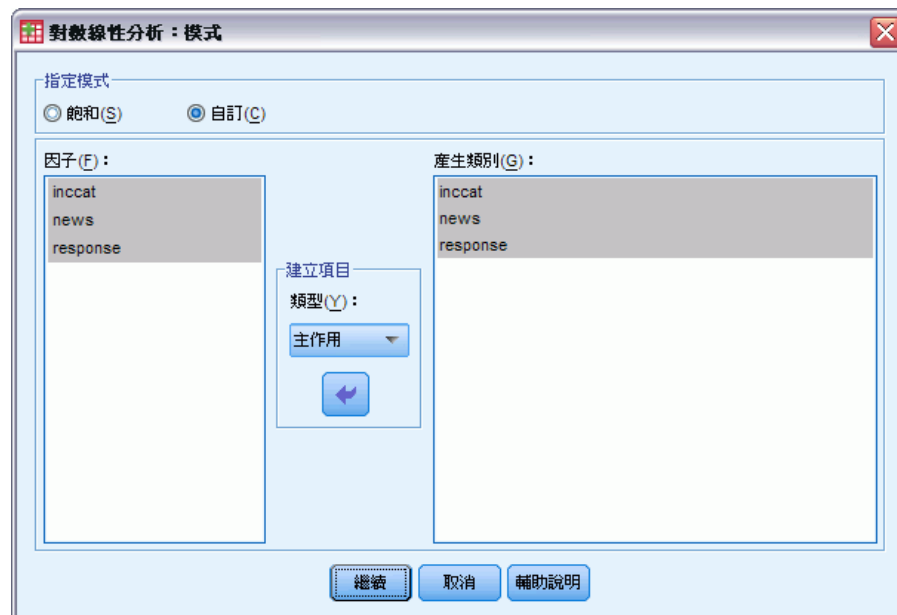 對數線性分析：模式
指定模式
飽和(S)
自訂(C)
因子(F)：
inccat
news
response
建立項目
類型(Y)：
主作用
產生類別(G)：
inccat
news
response
繼續
取消
輔助說明